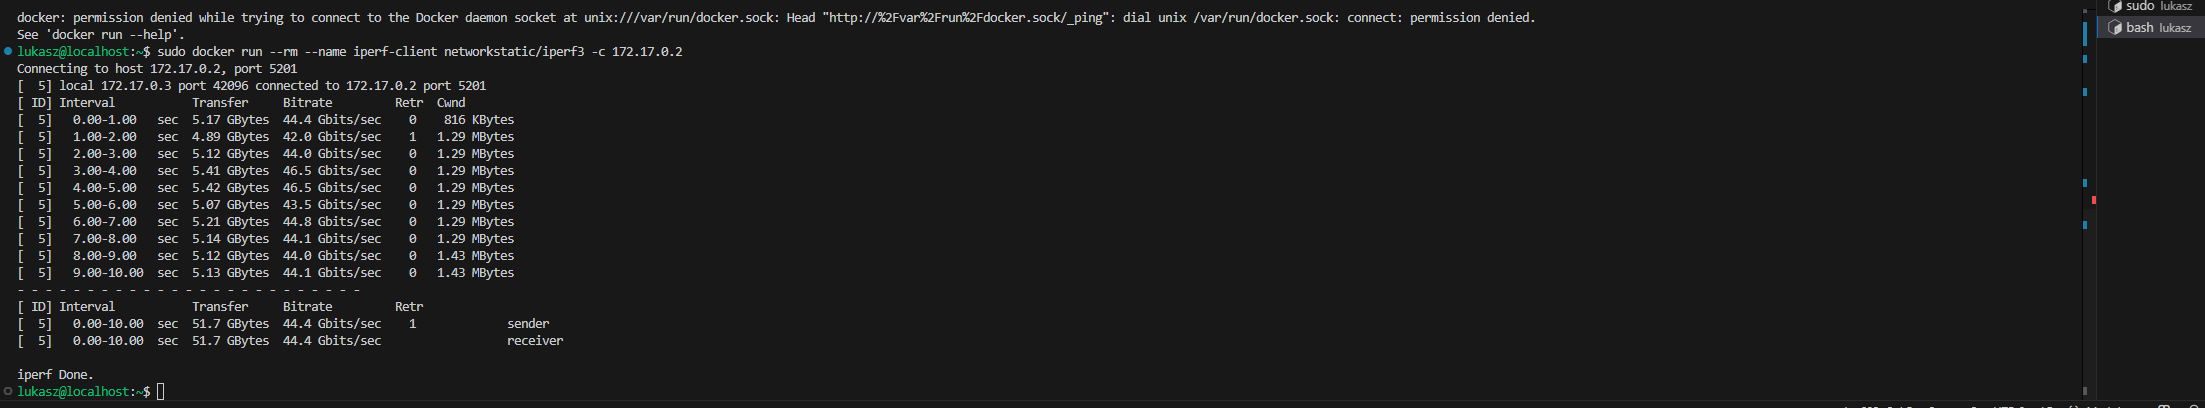 docker: permission denied while trying to connect to the Docker daemon socket at unix:///var/run/docker.sock: Head "http://%2Fvar%2Frun%2Fdocker.sock/_ping": dial unix /var/run/docker.sock: connect: permission denied.
See 'docker run --help'.
lukasz@localhost:~$ sudo docker run --rm --name iperf-client networkstatic/iperf3 -c 172.17.0.2
Connecting to host 172.17.0.2, port 5201
[  5] local 172.17.0.3 port 42096 connected to 172.17.0.2 port 5201
[ ID] Interval           Transfer     Bitrate         Retr  Cwnd
[  5]   0.00-1.00   sec  5.17 GBytes  44.4 Gbits/sec    0    816 KBytes
[  5]   1.00-2.00   sec  4.89 GBytes  42.0 Gbits/sec    1   1.29 MBytes
[  5]   2.00-3.00   sec  5.12 GBytes  44.0 Gbits/sec    0   1.29 MBytes
[  5]   3.00-4.00   sec  5.41 GBytes  46.5 Gbits/sec    0   1.29 MBytes
[  5]   4.00-5.00   sec  5.42 GBytes  46.5 Gbits/sec    0   1.29 MBytes
[  5]   5.00-6.00   sec  5.07 GBytes  43.5 Gbits/sec    0   1.29 MBytes
[  5]   6.00-7.00   sec  5.21 GBytes  44.8 Gbits/sec    0   1.29 MBytes
[  5]   7.00-8.00   sec  5.14 GBytes  44.1 Gbits/sec    0   1.29 MBytes
[  5]   8.00-9.00   sec  5.12 GBytes  44.0 Gbits/sec    0   1.43 MBytes
[  5]   9.00-10.00  sec  5.13 GBytes  44.1 Gbits/sec    0   1.43 MBytes
- - - - - - - - - - - - - - - - - - - - - - - - -
[ ID] Interval           Transfer     Bitrate         Retr
[  5]   0.00-10.00  sec  51.7 GBytes  44.4 Gbits/sec    1             sender
[  5]   0.00-10.00  sec  51.7 GBytes  44.4 Gbits/sec                  receiver
iperf Done.
lukasz@localhost:~$
sudo lukasz
bash lukasz